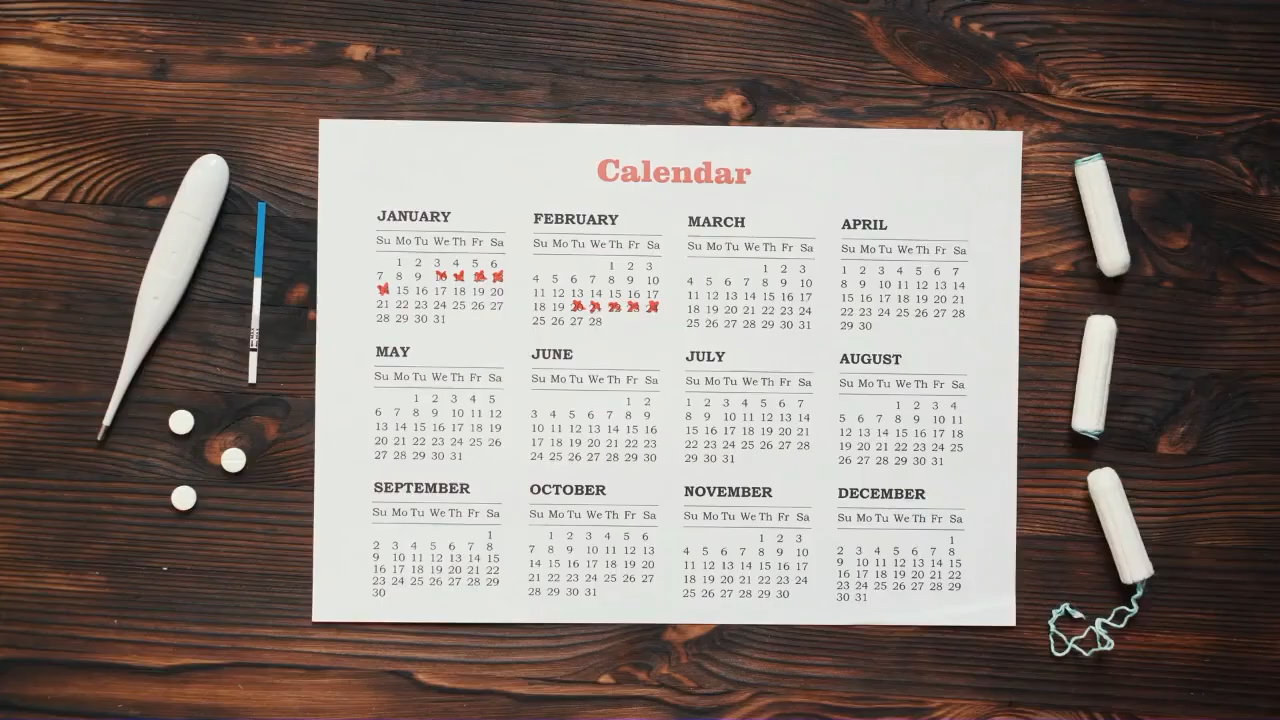 Calendar
JANUARY FEBRUARY MARCH APRIL
Su Mo Tu We Th Fr Sa Su Mo Tu We Th Fr Sa Su Mo Tu We Th Fr Sa Su Mo Tu We Th Fr Sa
1 2 3 4 5 6 1 2 3 1 2 3 1 2 3 4 5 6 7
7 8 9 4 5 6 7 8 9 10 4 5 6 7 8 9 10 8 9 10 11 12 13 14
15 16 17 18 19 20 11 12 13 14 15 16 17 11 12 13 14 15 16 17 15 16 17 18 19 20 21
21 22 23 24 25 26 27 18 19 18 19 20 21 22 23 24 22 23 24 25 26 27 28
28 29 30 31 25 26 27 28 25 26 27 28 29 30 31 29 30
MAY JUNE JULY AUGUST
Su Mo Tu We Th Fr Sa Su Mo Tu We Th Fr Sa Su Mo Tu We Th Fr Sa Su Mo Tu We Th Fr Sa
1 2 3 4 5 1 2 1 2 3 4 5 6 7 1 2 3 4
6 7 8 9 10 11 12 3 4 5 6 7 8 9 8 9 10 11 12 13 14 5 6 7 8 9 10 11
13 14 15 16 17 18 19 10 11 12 13 14 15 16 15 16 17 18 19 20 21 12 13 14 15 16 17 18
20 21 22 23 24 25 26 17 18 19 20 21 22 23 22 23 24 25 26 27 28 19 20 21 22 23 24 25
27 28 29 30 31 24 25 26 27 28 29 30 29 30 31 26 27 28 29 30 31
SEPTEMBER OCTOBER NOVEMBER DECEMBER
Su Mo Tu We Th Fr Sa Su Mo Tu We Th Fr Sa Su Mo Tu We Th Fr Sa Su Mo Tu We Th Fr Sa
1 1 2 3 4 5 6 1 2 3 1
2 3 4 5 6 7 8 7 8 9 10 11 12 13 4 5 6 7 8 9 10 2 3 4 5 6 7 8
9 10 11 12 13 14 15 14 15 16 17 18 19 20 11 12 13 14 15 16 17 9 10 11 12 13 14 15
16 17 18 19 20 21 22 21 22 23 24 25 26 27 18 19 20 21 22 23 24 16 17 18 19 20 21 22
23 24 25 26 27 28 29 28 29 30 31 25 26 27 28 29 30 23 24 25 26 27 28 29
30 30 31